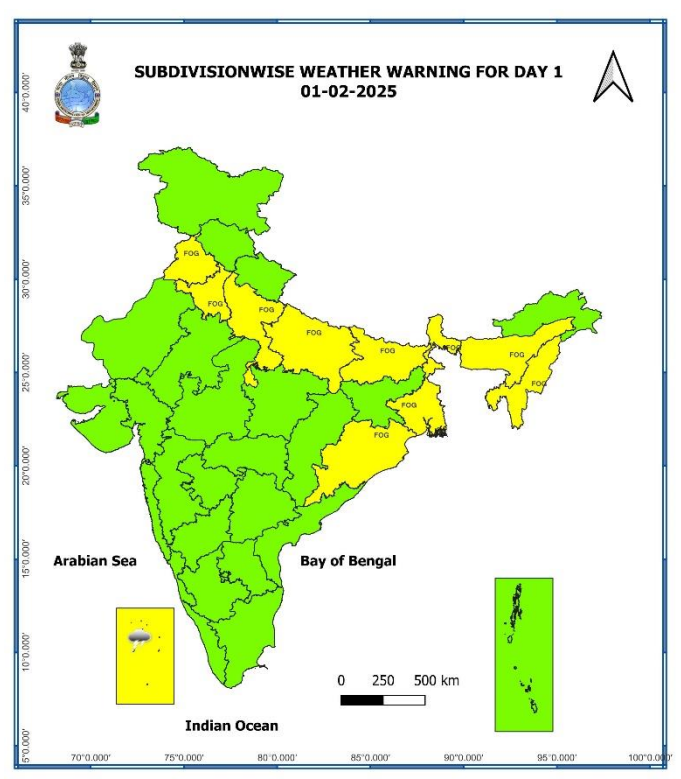 SUBDIVISIONWISE WEATHER WARNING FOR DAY 1
01-02-2025
40°0.000'
35°0.000'
30°0.000'
25°0.000'
20°0.000'
15°0.000'
10°0.000'
5°0.000'
FOG
FOG
FOG
FOG
FOG
FOG
FOG
FOG
FOG
FOG
Arabian Sea
Bay of Bengal
0 250 500 km
Indian Ocean
70°0.000' 75°0.000' 80°0.000' 85°0.000' 90°0.000' 95°0.000' 100°0.000'